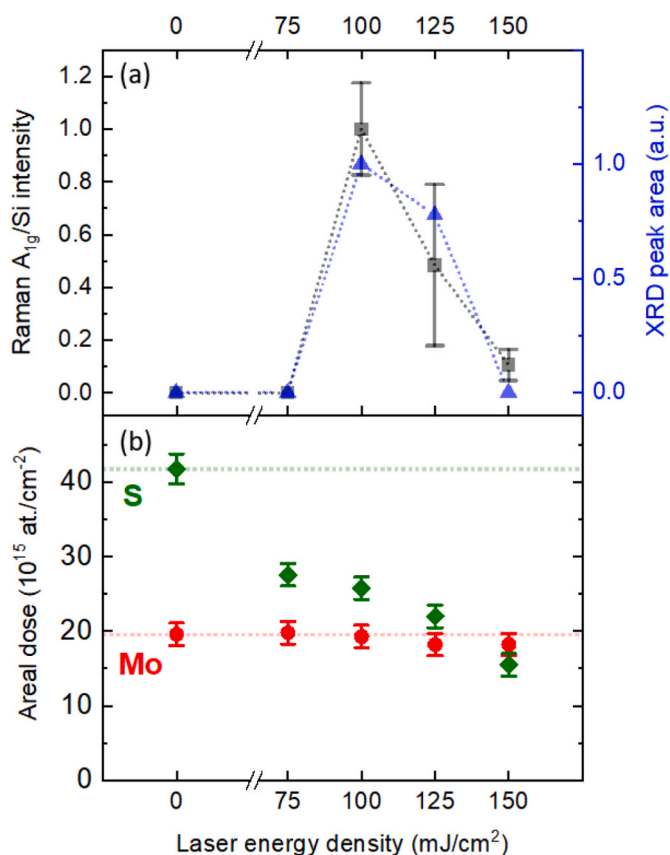 0 75 100 125 150
(a)
Raman A1g/Si intensity
1.2
1.0
0.8
0.6
0.4
0.2
0.0
XRD peak area (a.u.)
1.0
0.5
0.0
(b)
Areal dose (10^15 at./cm^-2)
40
30
20
10
0
S
Mo
0 75 100 125 150
Laser energy density (mJ/cm²)